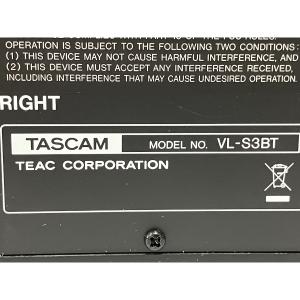 OPERATION IS SUBJECT TO THE FOLLOWING TWO CONDITIONS:
(1) THIS DEVICE MAY NOT CAUSE HARMFUL INTERFERENCE, AND
(2) THIS DEVICE MUST ACCEPT ANY INTERFERENCE RECEIVED,
INCLUDING INTERFERENCE THAT MAY CAUSE UNDESIRED OPERATION.
RIGHT
TASCAM MODEL NO. VL-S3BT
TEAC CORPORATION